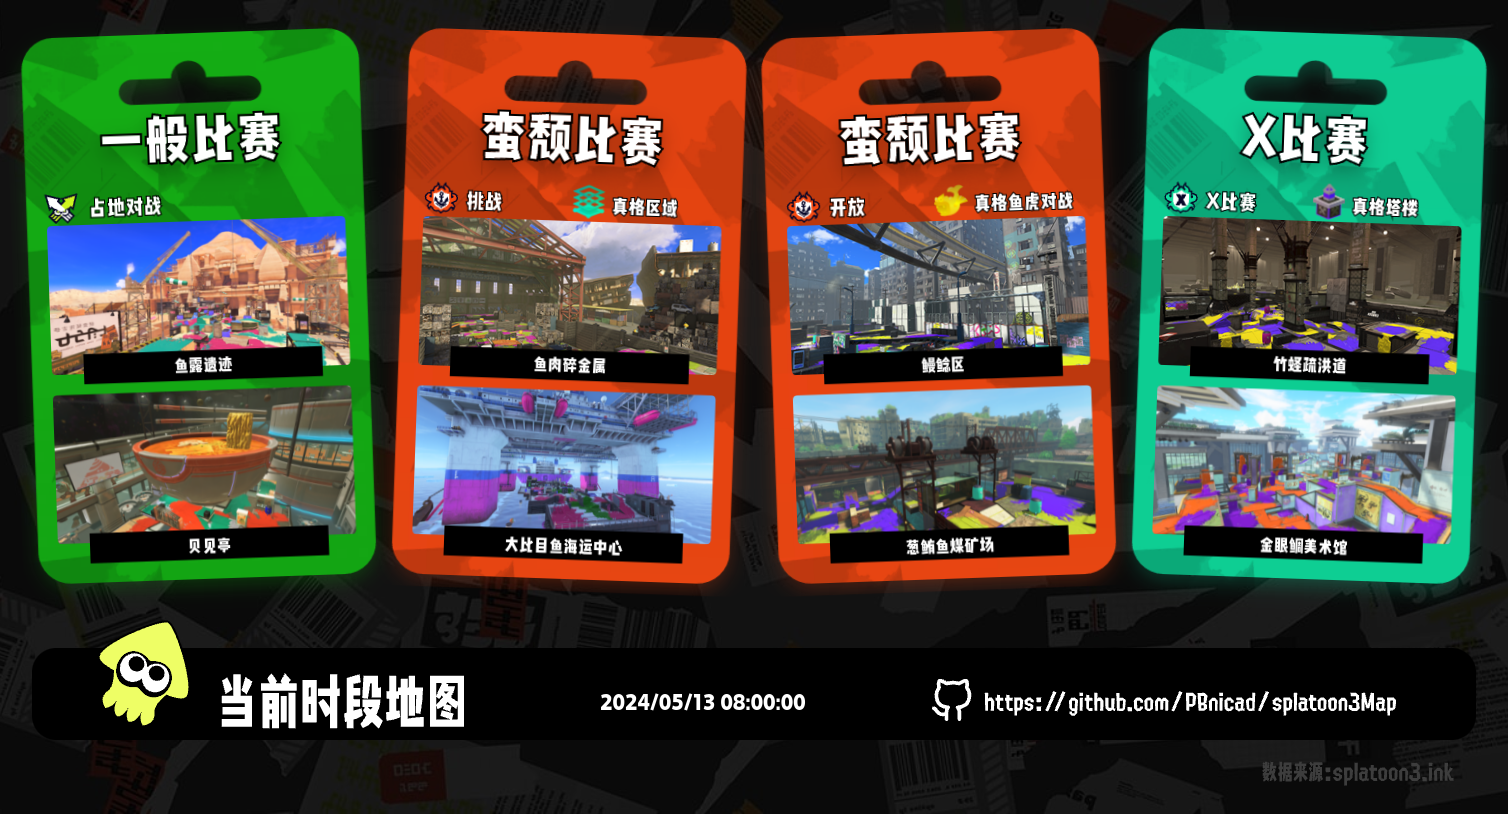 一般比赛
占地对战
鱼露遗迹
贝见亭
蛮颓比赛
挑战
真格区域
鱼肉碎金属
大比目鱼海运中心
蛮颓比赛
开放
真格鱼虎对战
鳗鲶区
葱鲔鱼煤矿场
X比赛
X比赛
真格塔楼
竹蛏疏洪道
金眼鲷美术馆
当前时段地图
2024/05/13 08:00:00
https://github.com/PBnicad/splatoon3Map
数据来源:splatoon3.ink